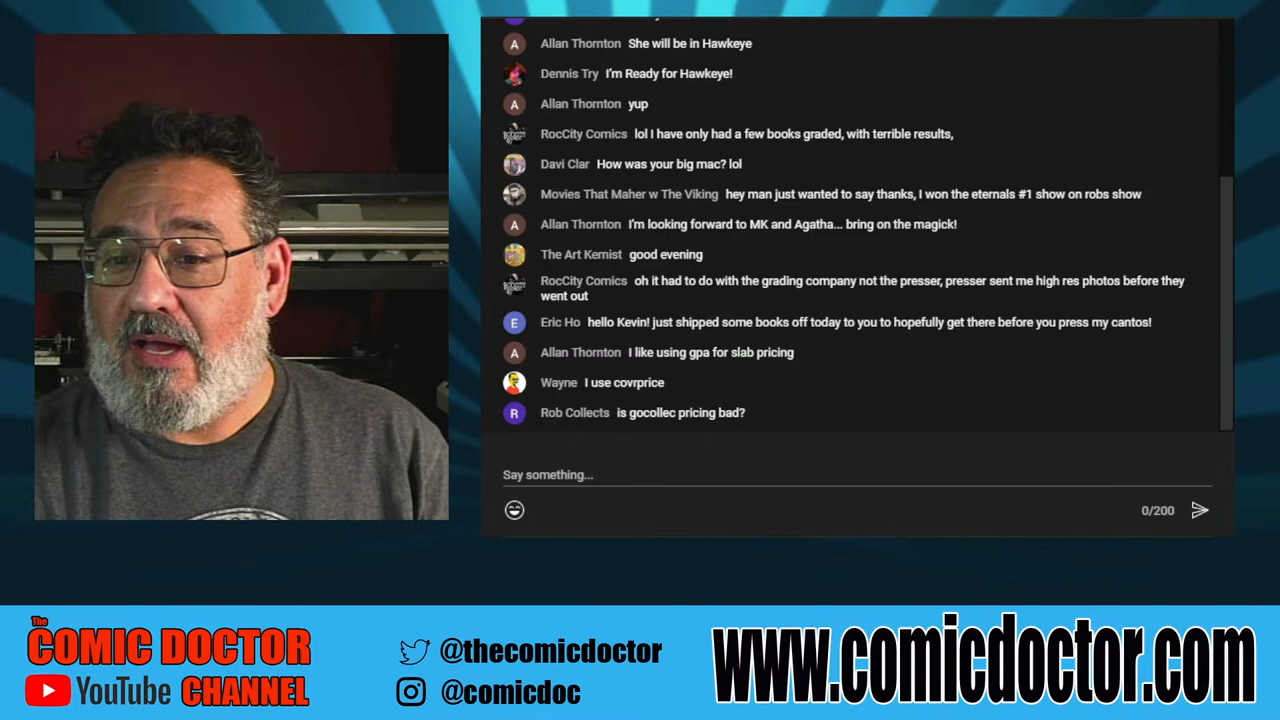 Allan Thornton She will be in Hawkeye
Dennis Try I'm Ready for Hawkeye!
A Allan Thornton yup
RocCity Comics lol I have only had a few books graded, with terrible results,
Davi Clar How was your big mac? lol
Movies That Maher w The Viking hey man just wanted to say thanks, I won the eternals #1 show on robs show
A Allan Thornton I'm looking forward to MK and Agatha... bring on the magick!
The Art Kemist good evening
RocCity Comics oh it had to do with the grading company not the presser, presser sent me high res photos before they
went out
E Eric Ho hello Kevin! just shipped some books off today to you to hopefully get there before you press my cantos!
A Allan Thornton I like using gpa for slab pricing
Wayne I use covrprice
R Rob Collects is gocollec pricing bad?
Say something...
0/200
The
COMIC DOCTOR
YouTube CHANNEL
@thecomicdoctor
@comicdoc
www.comicdoctor.com